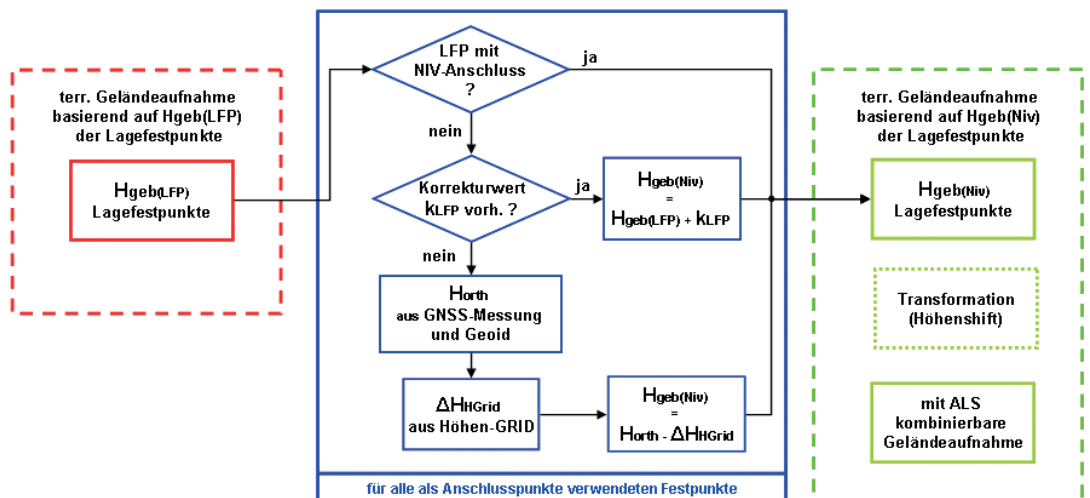 terr. Geländeaufnahme
basierend auf Hgeb(LFP)
der Lagefestpunkte
Hgeb(LFP)
Lagefestpunkte
LFP mit
NIV-Anschluss
?
ja
nein
Korrekturwert
kLFP vorh. ?
ja
Hgeb(Niv)
=
Hgeb(LFP) + kLFP
nein
Horth
aus GNSS-Messung
und Geoid
ΔHHGrid
aus Höhen-GRID
Hgeb(Niv)
=
Horth - ΔHHGrid
für alle als Anschlusspunkte verwendeten Festpunkte
terr. Geländeaufnahme
basierend auf Hgeb(Niv)
der Lagefestpunkte
Hgeb(Niv)
Lagefestpunkte
Transformation
(Höhenshift)
mit ALS
kombinierbare
Geländeaufnahme